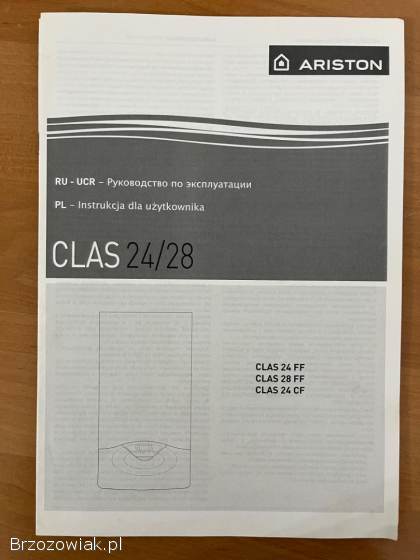 ARISTON
RU - UCR – Руководство по эксплуатации
PL – Instrukcja dla użytkownika
CLAS 24/28
CLAS 24 FF
CLAS 28 FF
CLAS 24 CF
Brzozowiak.pl